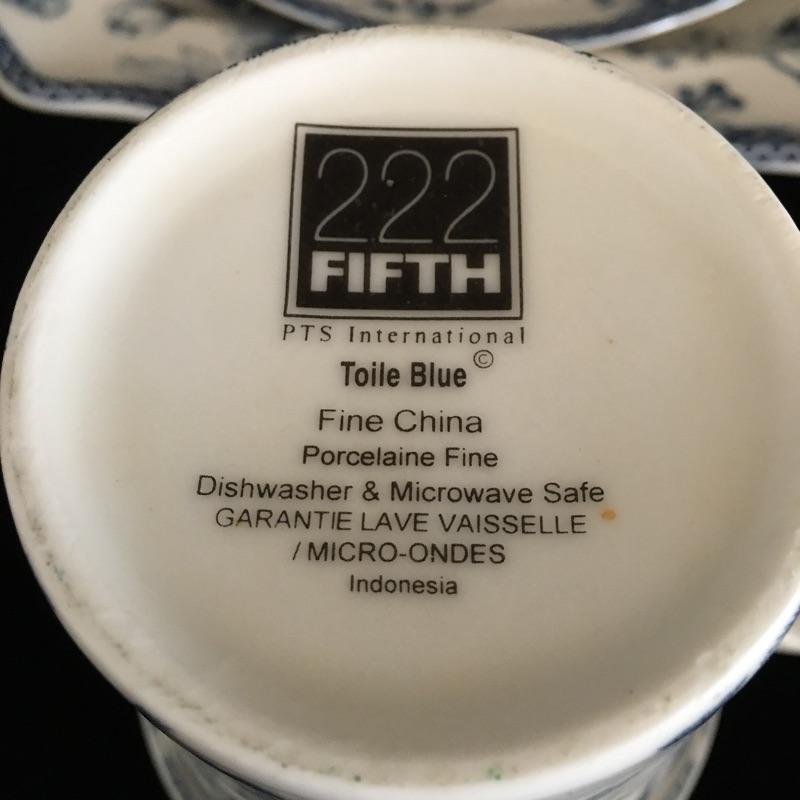 222
FIFTH
PTS International
Toile Blue ©
Fine China
Porcelaine Fine
Dishwasher & Microwave Safe
GARANTIE LAVE VAISSELLE
/ MICRO-ONDES
Indonesia